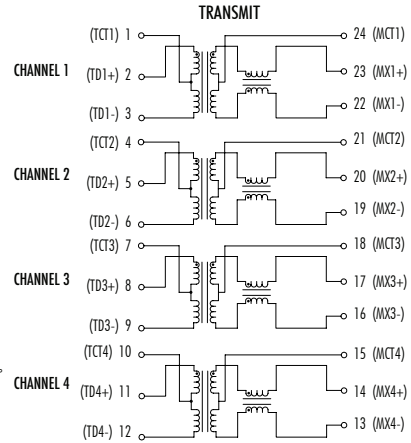 TRANSMIT
(TCT1) 1
24 (MCT1)
CHANNEL 1
(TD1+) 2
23 (MX1+)
(TD1-) 3
22 (MX1-)
(TCT2) 4
21 (MCT2)
CHANNEL 2
(TD2+) 5
20 (MX2+)
(TD2-) 6
19 (MX2-)
(TCT3) 7
18 (MCT3)
CHANNEL 3
(TD3+) 8
17 (MX3+)
(TD3-) 9
16 (MX3-)
(TCT4) 10
15 (MCT4)
CHANNEL 4
(TD4+) 11
14 (MX4+)
(TD4-) 12
13 (MX4-)